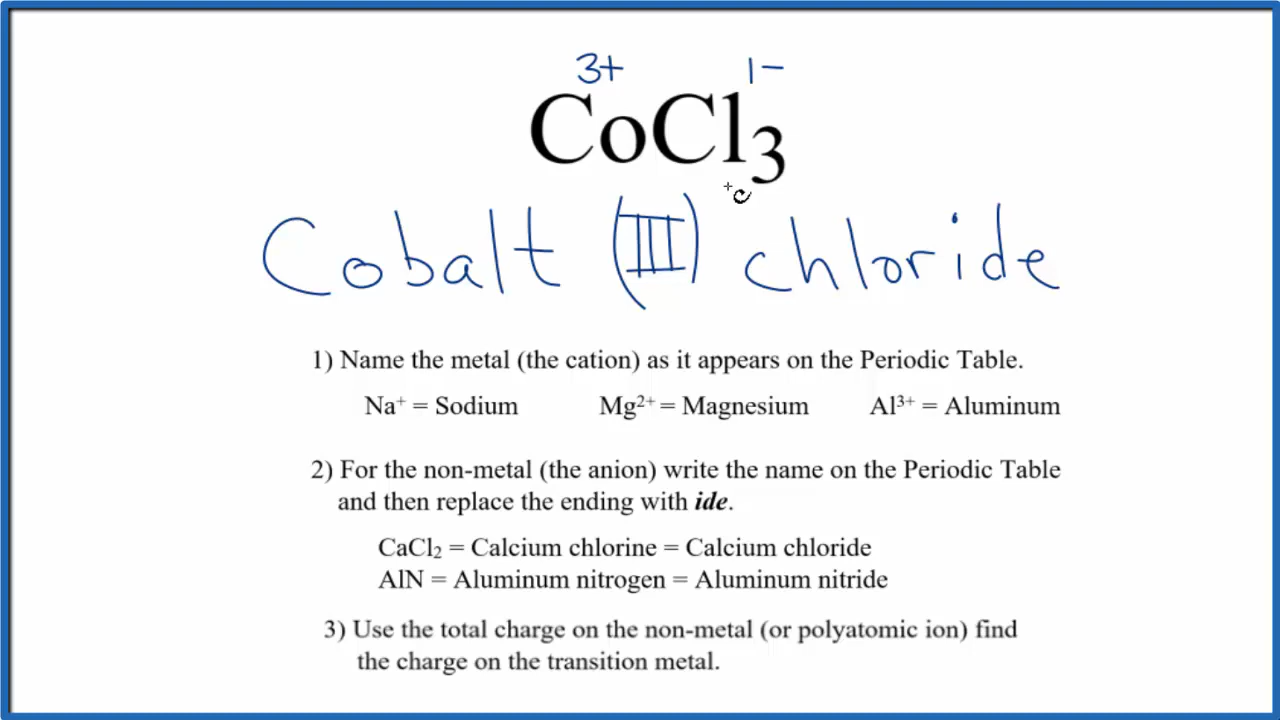 3+ 1−
CoCl₃
Cobalt (III) chloride
1) Name the metal (the cation) as it appears on the Periodic Table.
Na⁺ = Sodium Mg²⁺ = Magnesium Al³⁺ = Aluminum
2) For the non-metal (the anion) write the name on the Periodic Table
and then replace the ending with ide.
CaCl₂ = Calcium chlorine = Calcium chloride
AlN = Aluminum nitrogen = Aluminum nitride
3) Use the total charge on the non-metal (or polyatomic ion) find
the charge on the transition metal.